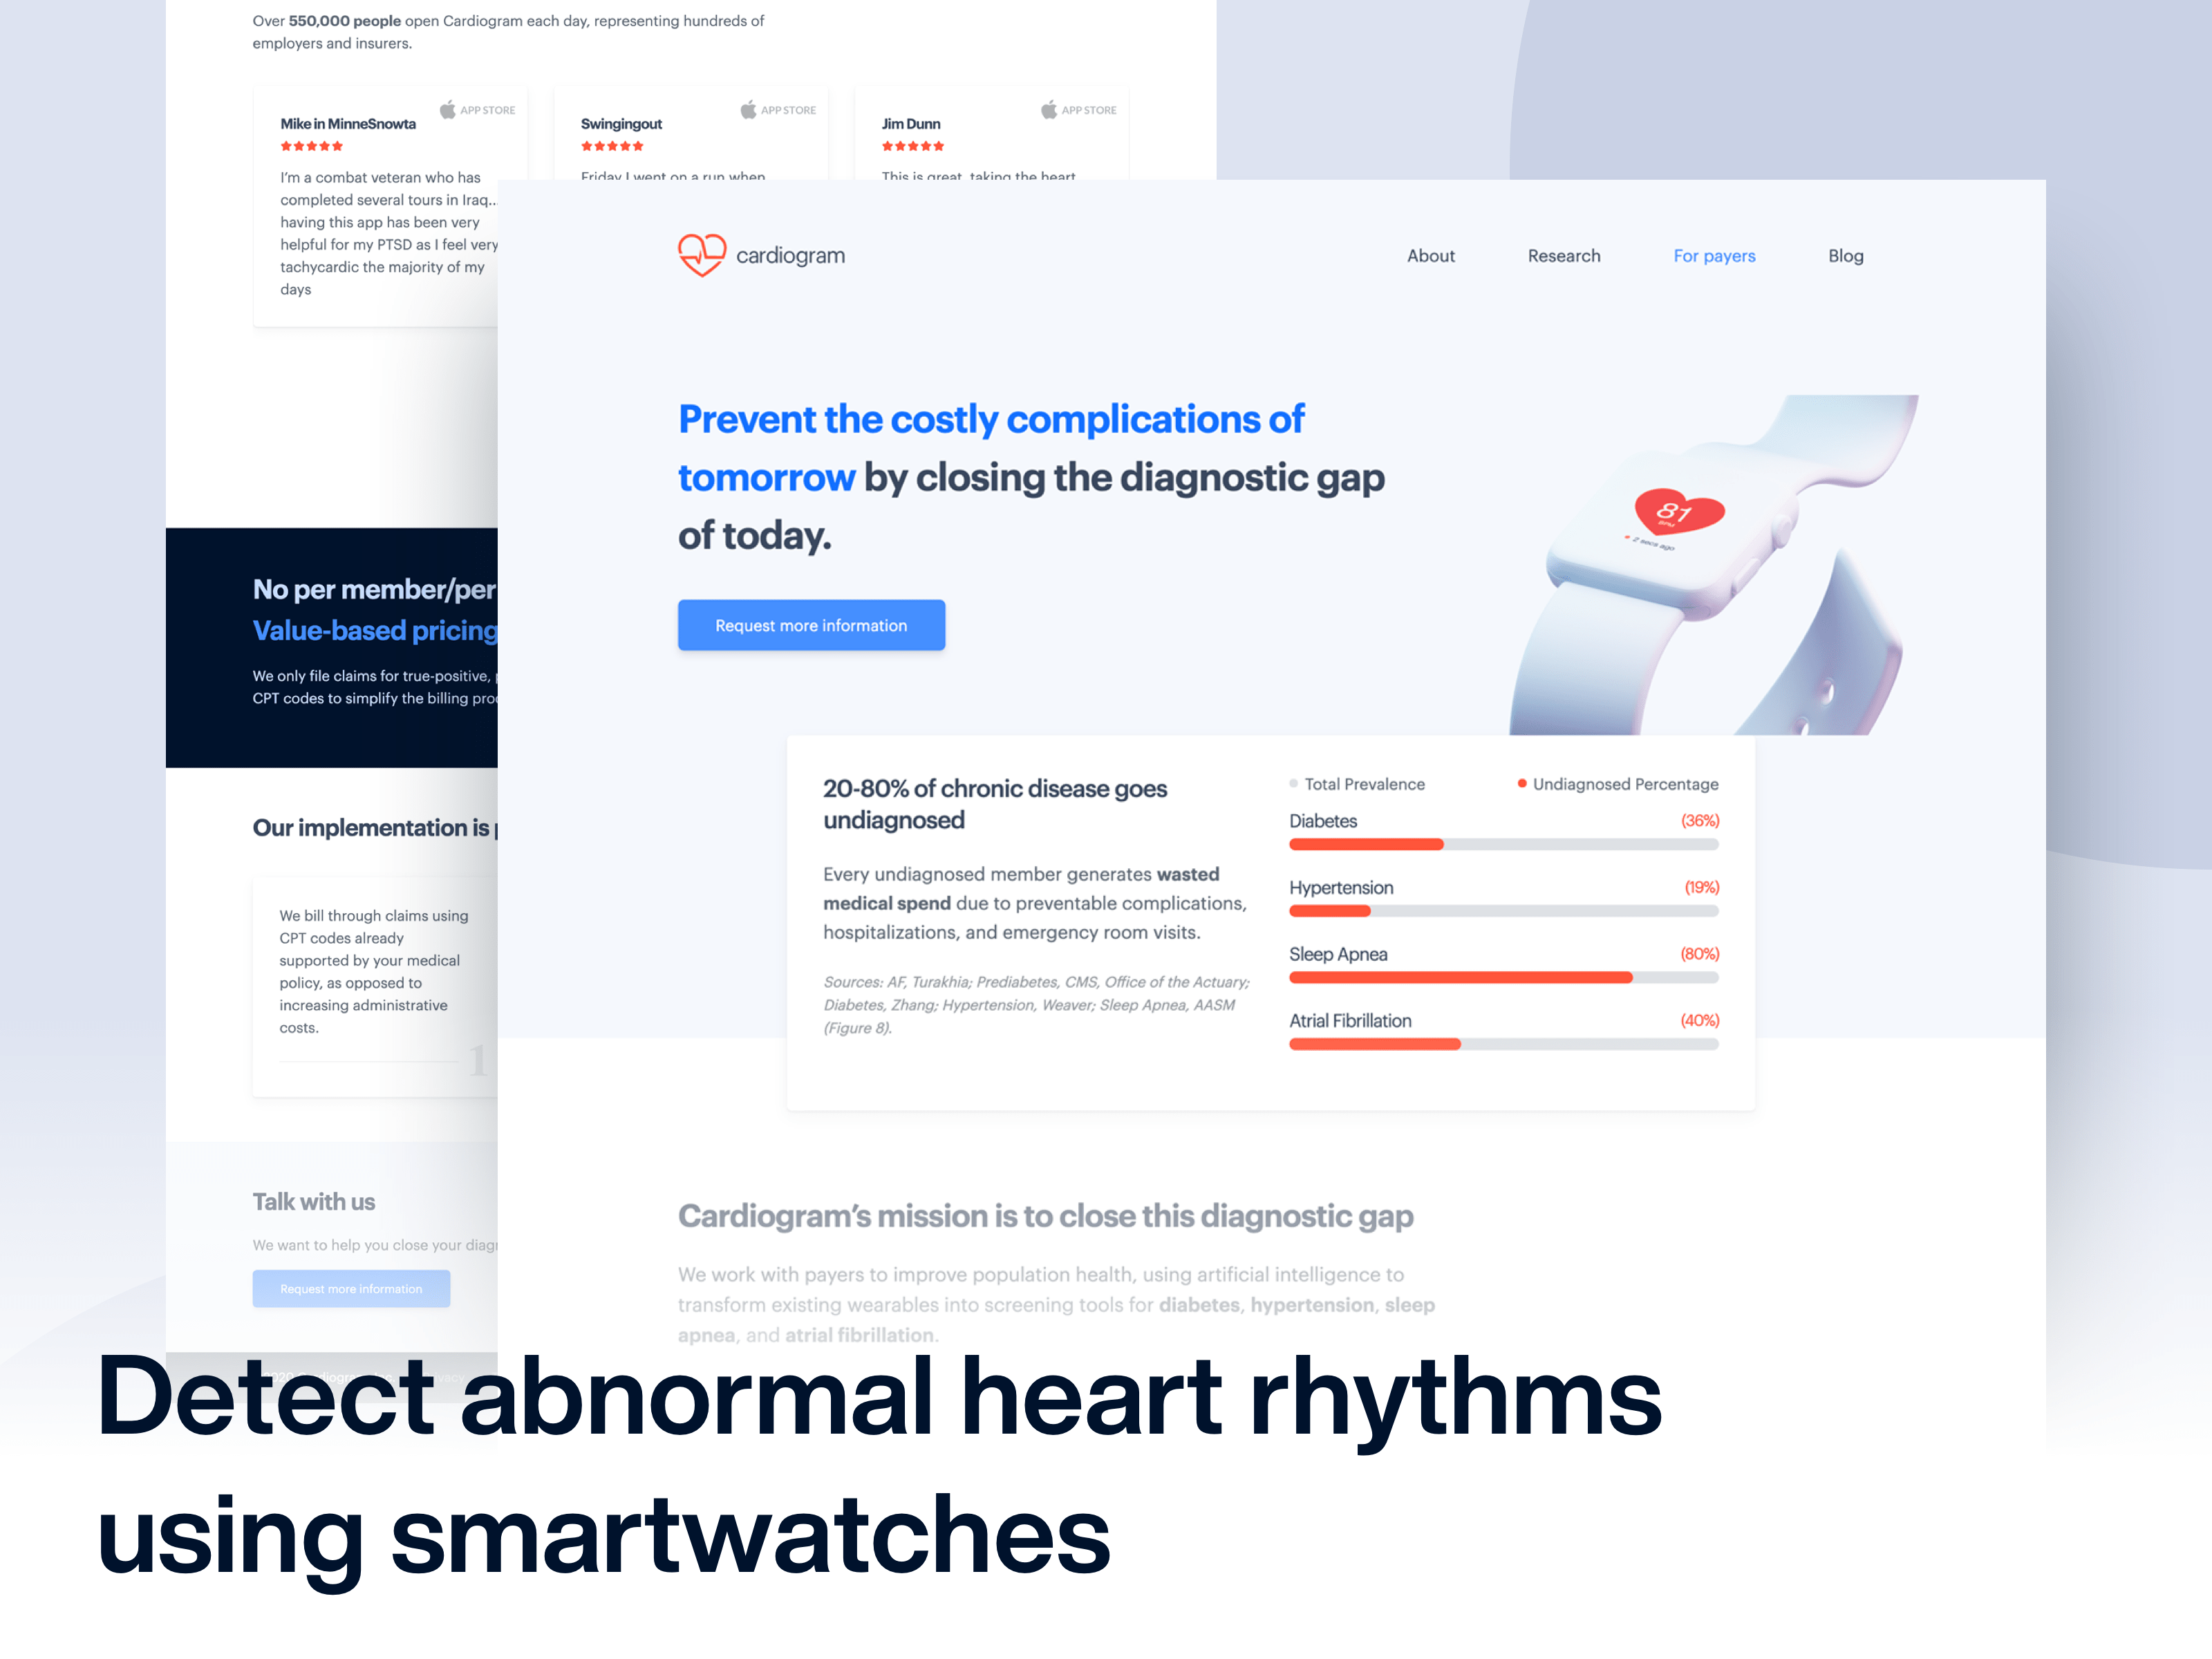 Over 550,000 people open Cardiogram each day, representing hundreds of
employers and insurers.
APP STORE
Mike in MinneSnowta
I'm a combat veteran who has
completed several tours in Iraq...
having this app has been very
helpful for my PTSD as I feel very
tachycardic the majority of my
days
APP STORE
Swingingout
Friday I went on a run when
APP STORE
Jim Dunn
This is great, taking the heart
No per member/per
Value-based pricing
We only file claims for true-positive,
CPT codes to simplify the billing
Our implementation is
We bill through claims using
CPT codes already
supported by your medical
policy, as opposed to
increasing administrative
costs.
1
Talk with us
We want to help you close your
Request more information
cardiogram
About
Research
For payers
Blog
Prevent the costly complications of
tomorrow by closing the diagnostic gap
of today.
Request more information
81
BPM
2 secs ago
20-80% of chronic disease goes
undiagnosed
Every undiagnosed member generates wasted
medical spend due to preventable complications,
hospitalizations, and emergency room visits.
Sources: AF, Turakhia; Prediabetes, CMS, Office of the Actuary;
Diabetes, Zhang; Hypertension, Weaver; Sleep Apnea, AASM
(Figure 8).
Total Prevalence
Undiagnosed Percentage
Diabetes (36%)
Hypertension (19%)
Sleep Apnea (80%)
Atrial Fibrillation (40%)
Cardiogram's mission is to close this diagnostic gap
We work with payers to improve population health, using artificial intelligence to
transform existing wearables into screening tools for diabetes, hypertension, sleep
apnea, and atrial fibrillation.
Detect abnormal heart rhythms
using smartwatches